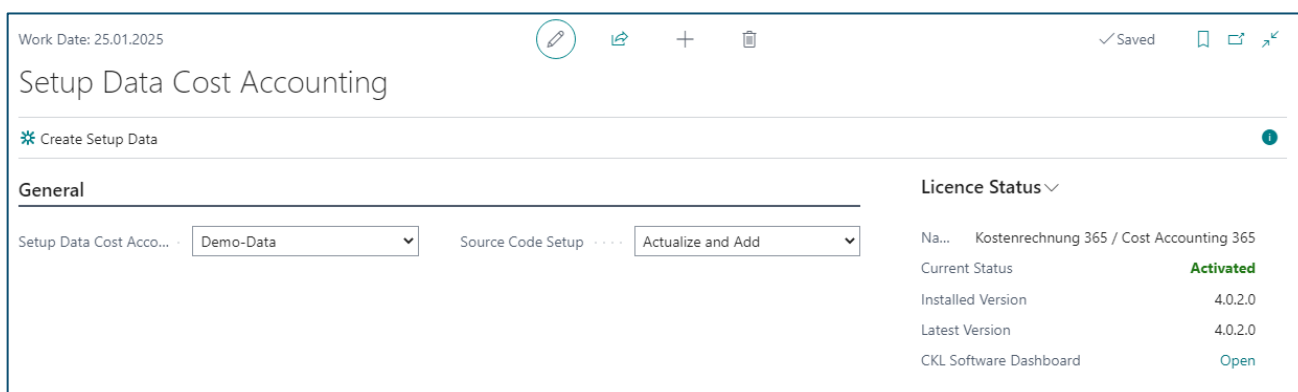 Work Date: 25.01.2025
Saved
Setup Data Cost Accounting
Create Setup Data
General
Setup Data Cost Acco...
Demo-Data
Source Code Setup
Actualize and Add
Licence Status
Na... Kostenrechnung 365 / Cost Accounting 365
Current Status Activated
Installed Version 4.0.2.0
Latest Version 4.0.2.0
CKL Software Dashboard Open